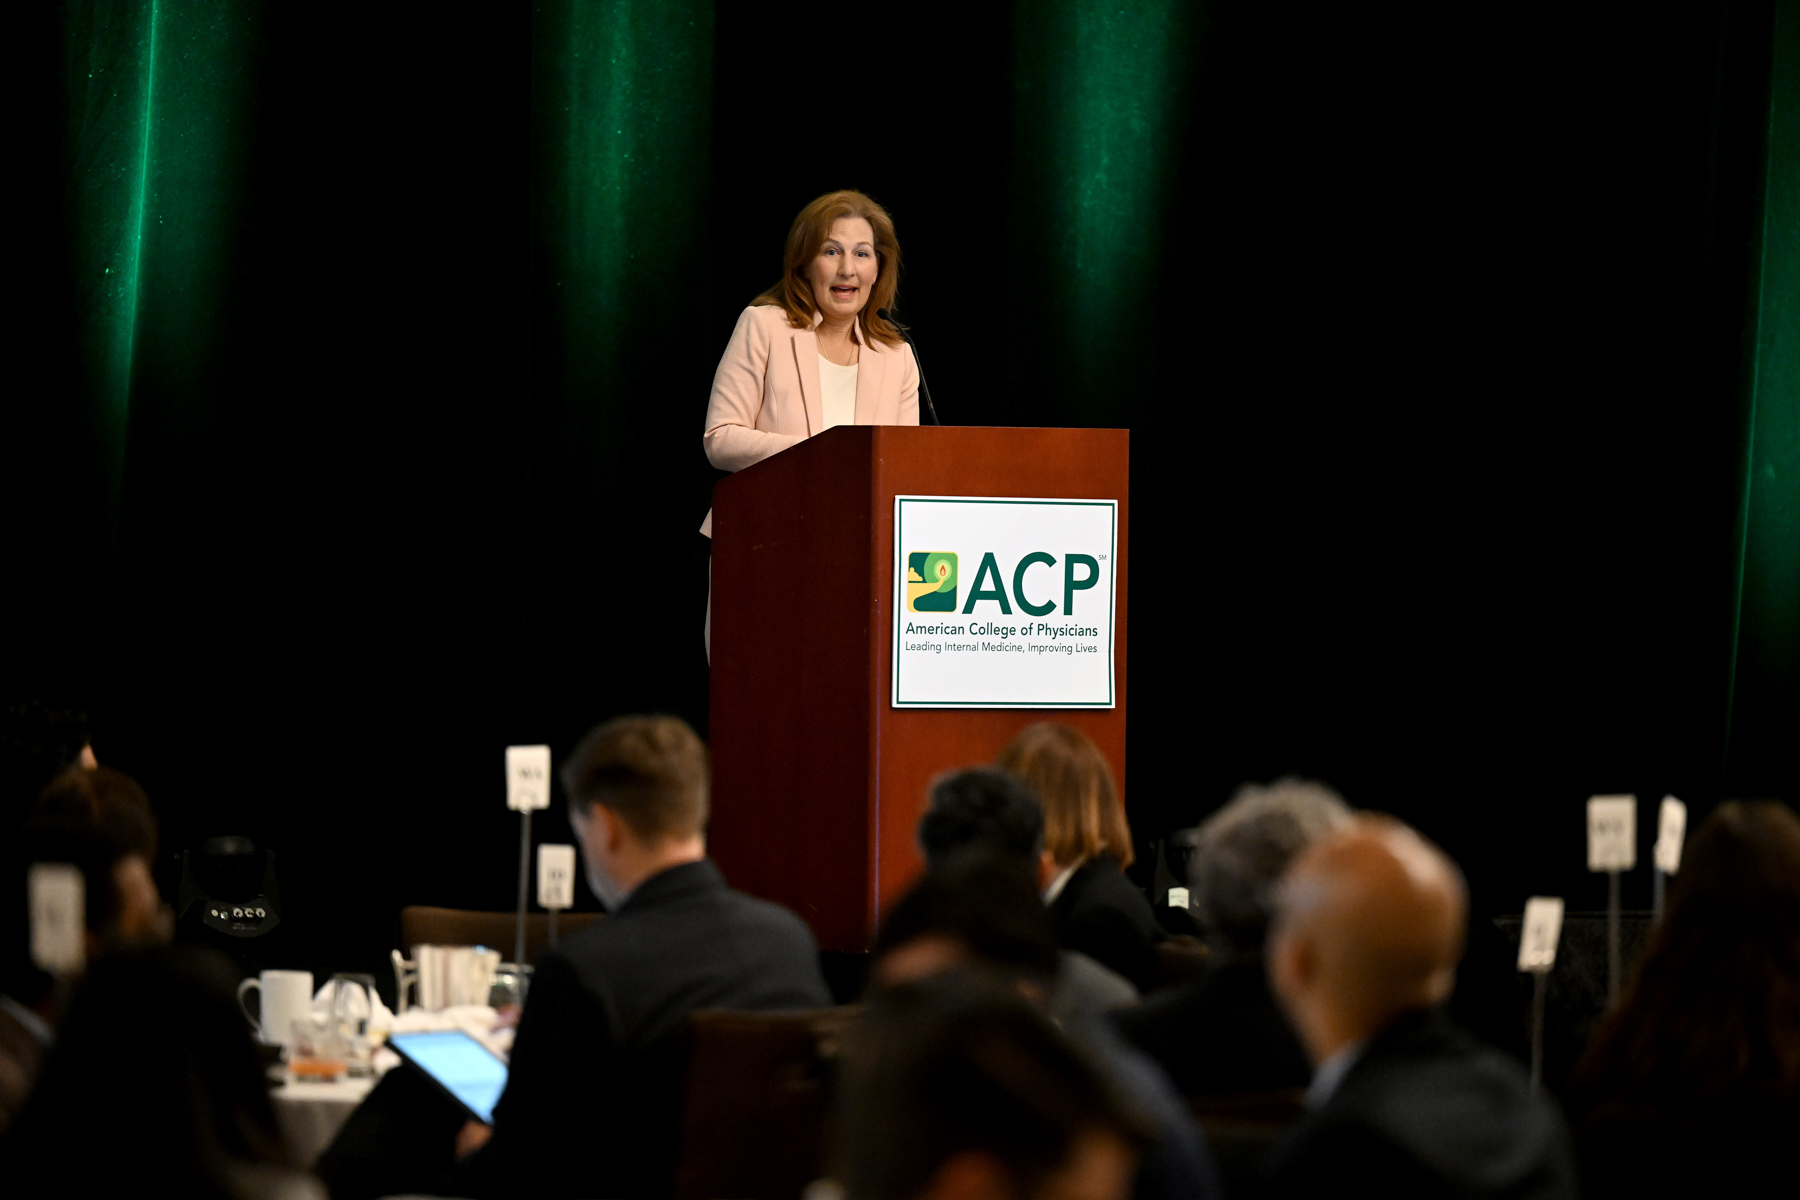 ACP
SM
American College of Physicians
Leading Internal Medicine, Improving Lives